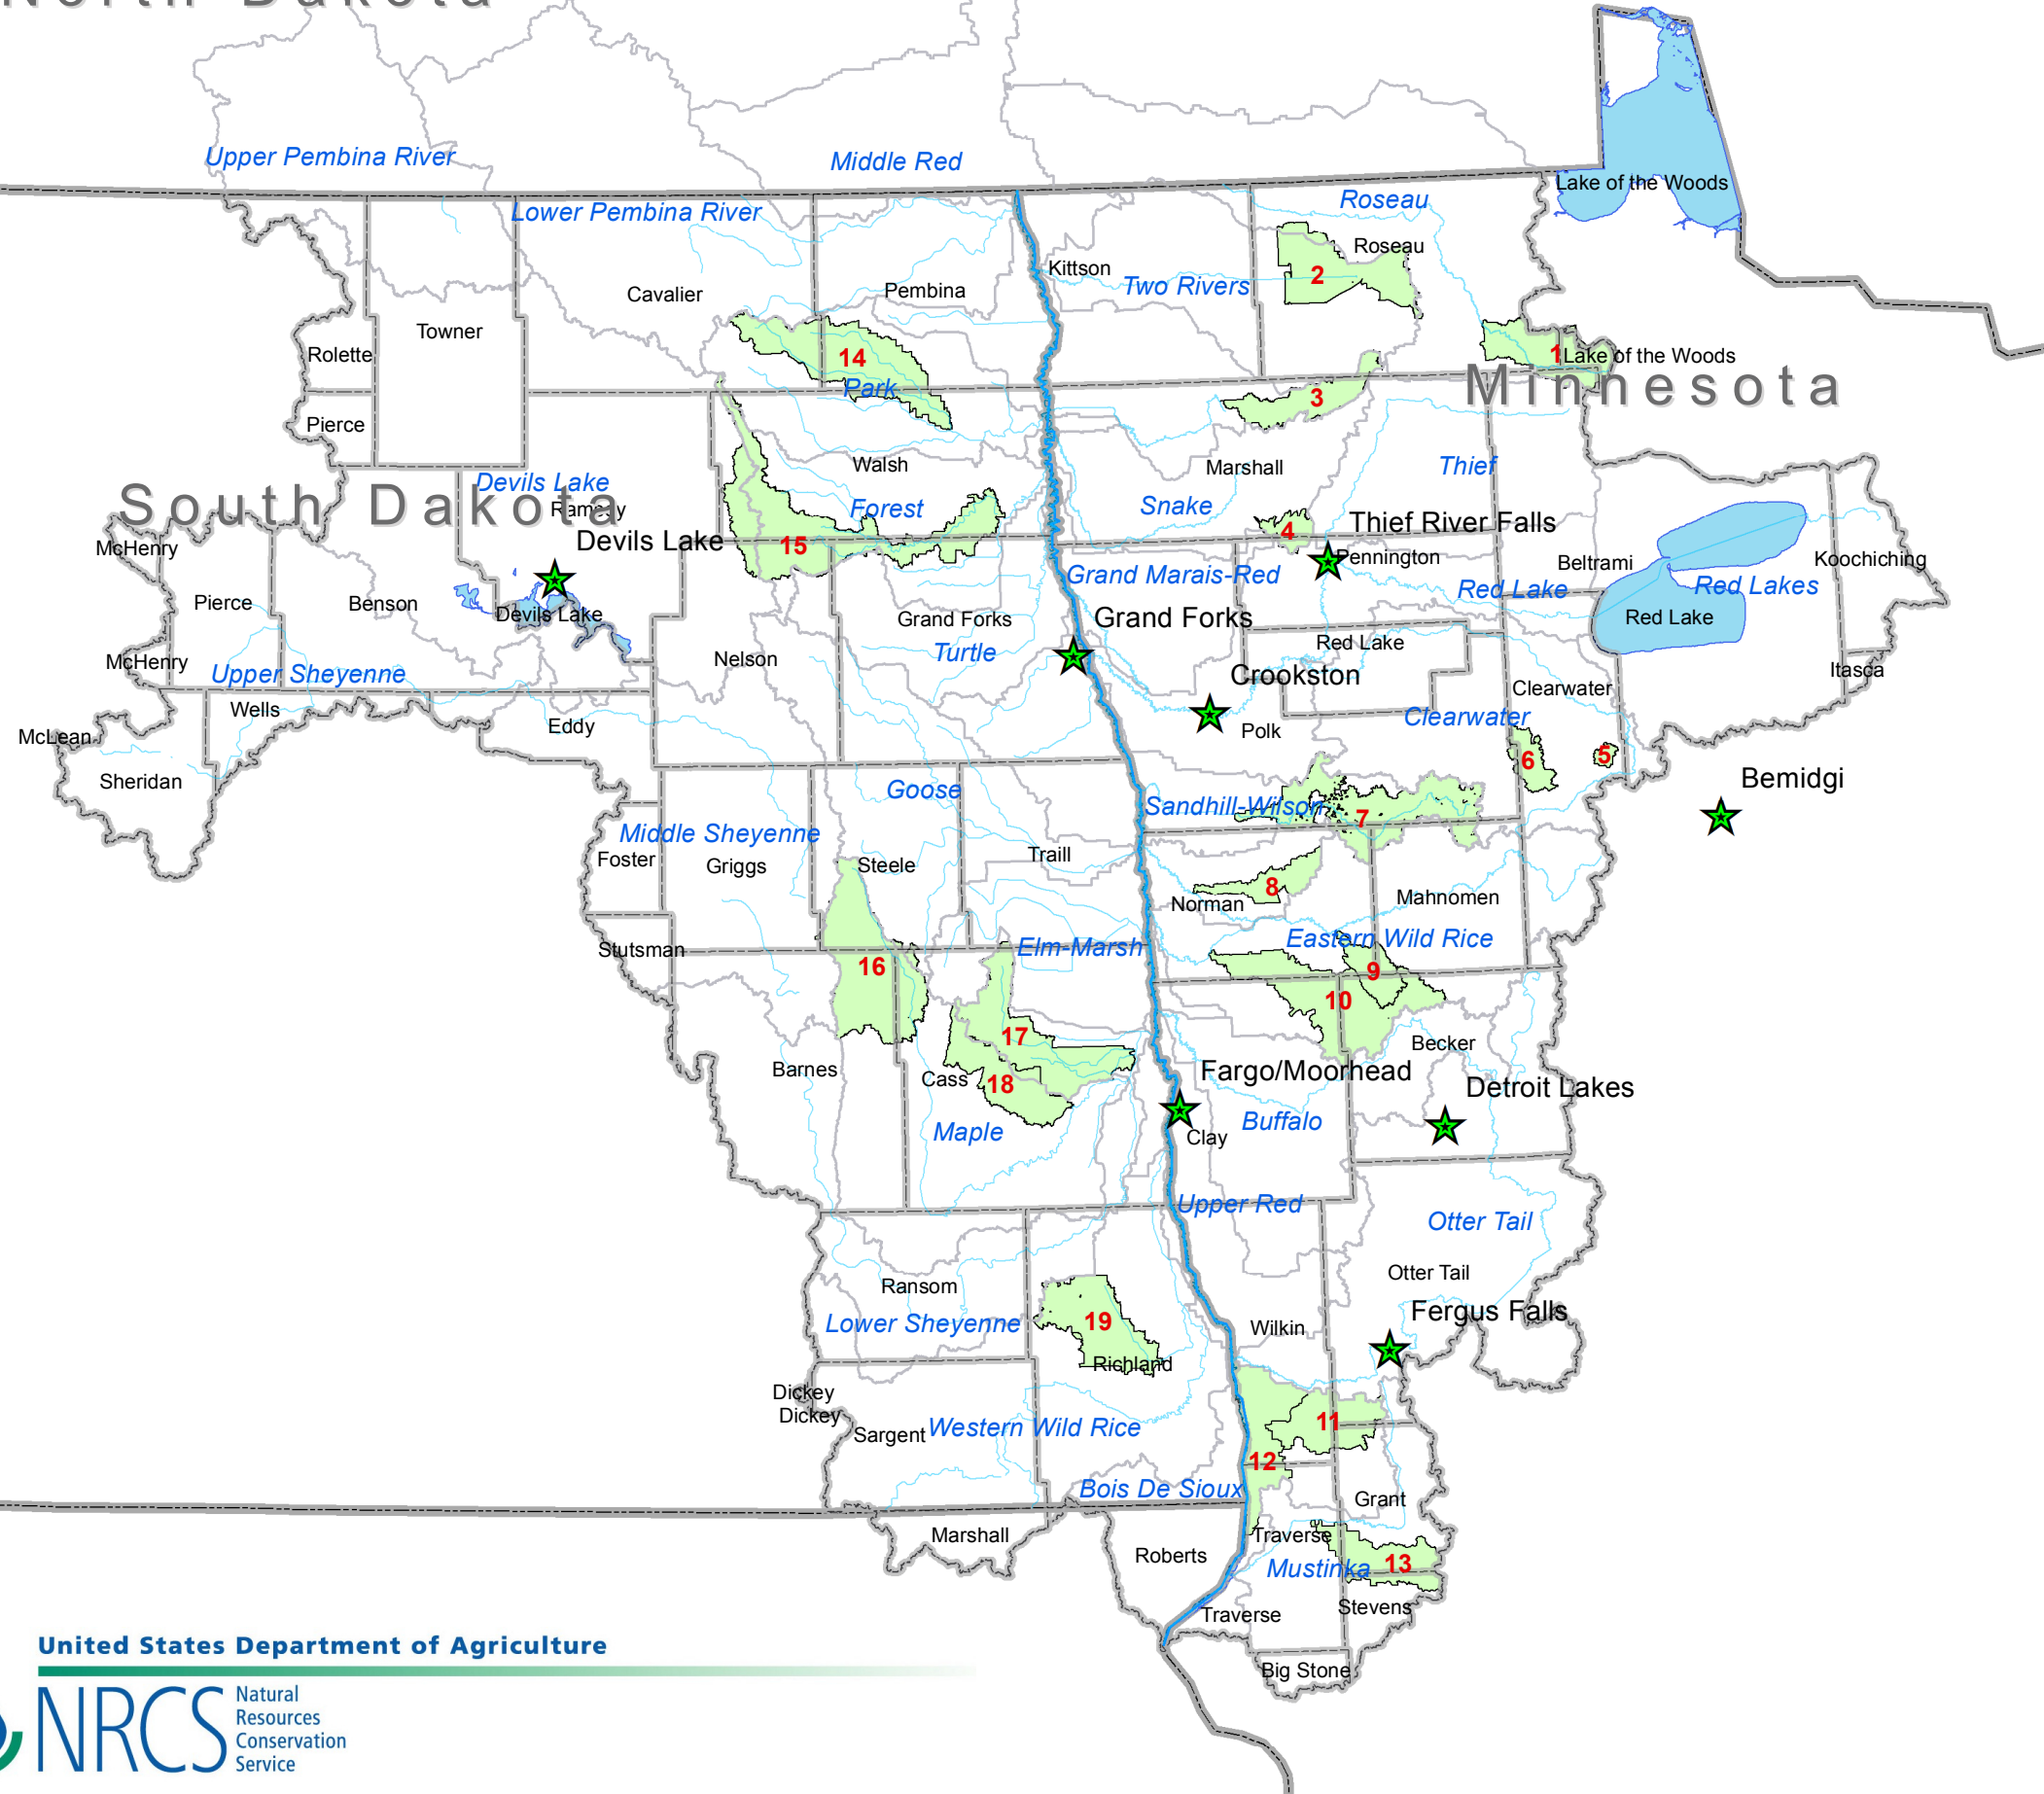 North Dakota
Upper Pembina River
Middle Red
Lake of the Woods
Roseau
Lower Pembina River
Roseau
Kittson
2
Two Rivers
Pembina
Cavalier
Towner
Rolette
14
1
Lake of the Woods
Minnesota
Park
3
Pierce
Walsh
Marshall
Thief
Devils Lake
South Dakota
Ramsey
Forest
Snake
4
Thief River Falls
Devils Lake
15
McHenry
Pennington
Beltrami
Koochiching
Grand Marais-Red
Red Lake
Red Lakes
Pierce
Benson
Devils Lake
Grand Forks
Grand Forks
Red Lake
Red Lake
Turtle
Nelson
McHenry
Upper Sheyenne
Crookston
Itasca
Clearwater
Wells
Eddy
Clearwater
Polk
McLean
Sheridan
6
5
Bemidgi
Goose
Sandhill-Wilson
7
Middle Sheyenne
Foster
Griggs
Steele
Traill
8
Norman
Mahnomen
Stutsman
Elm-Marsh
Eastern Wild Rice
16
9
10
17
Becker
Barnes
Cass
18
Fargo/Moorhead
Detroit Lakes
Maple
Clay
Buffalo
Upper Red
Otter Tail
Ransom
Otter Tail
Lower Sheyenne
19
Wilkin
Fergus Falls
Richland
Dickey
Dickey
Sargent
Western Wild Rice
11
12
Bois De Sioux
Grant
Marshall
Roberts
Traverse
Mustinka
13
Traverse
Stevens
Big Stone
United States Department of Agriculture
NRCS
Natural
Resources
Conservation
Service